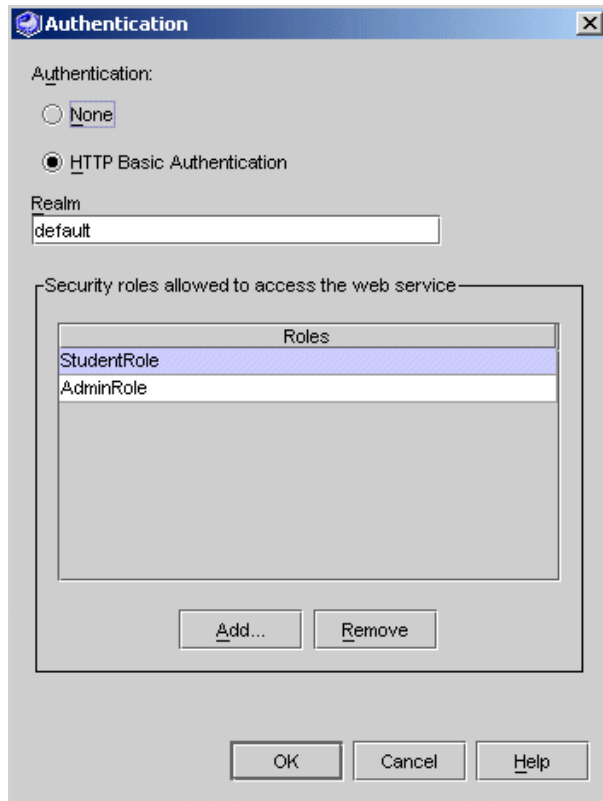 Authentication
Authentication:
None
HTTP Basic Authentication
Realm
default
Security roles allowed to access the web service
Roles
StudentRole
AdminRole
Add... Remove
OK Cancel Help